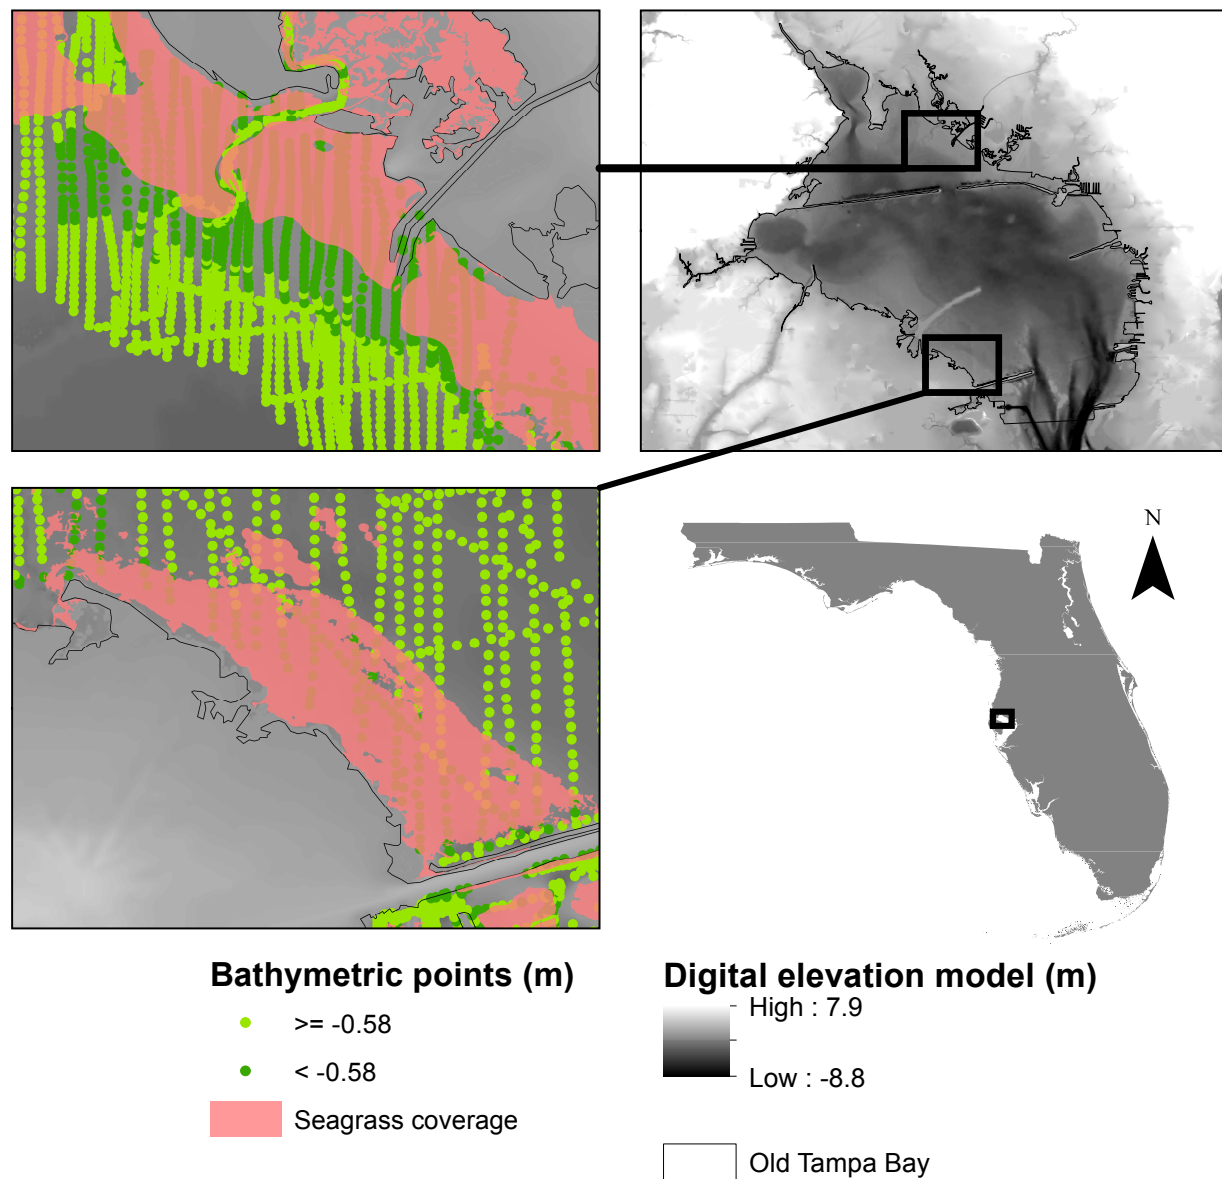 N
Bathymetric points (m)
>= -0.58
< -0.58
Seagrass coverage
Digital elevation model (m)
High : 7.9
Low : -8.8
Old Tampa Bay